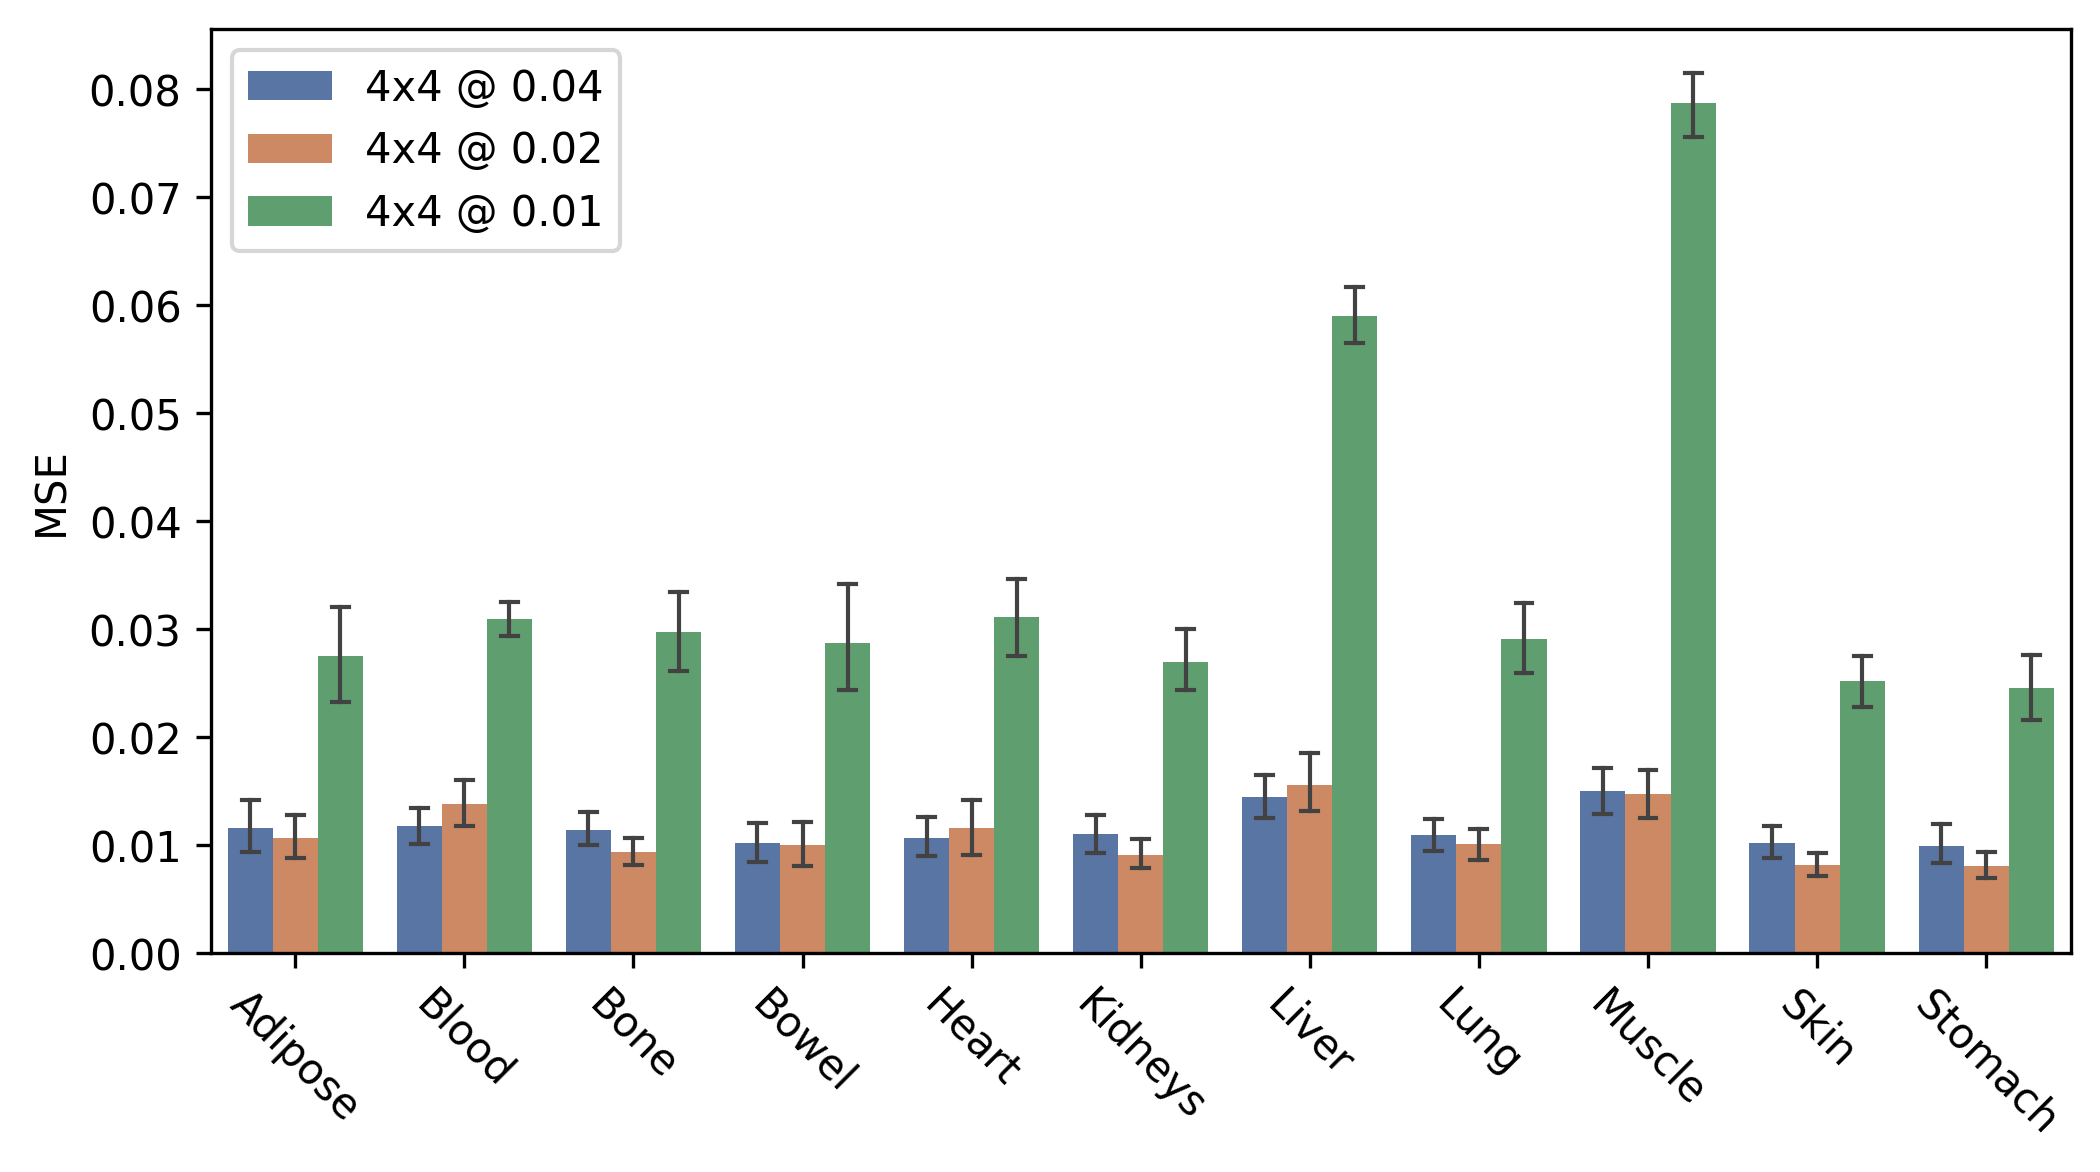 4x4 @ 0.04
4x4 @ 0.02
4x4 @ 0.01
MSE
0.08
0.07
0.06
0.05
0.04
0.03
0.02
0.01
0.00
Adipose
Blood
Bone
Bowel
Heart
Kidneys
Liver
Lung
Muscle
Skin
Stomach